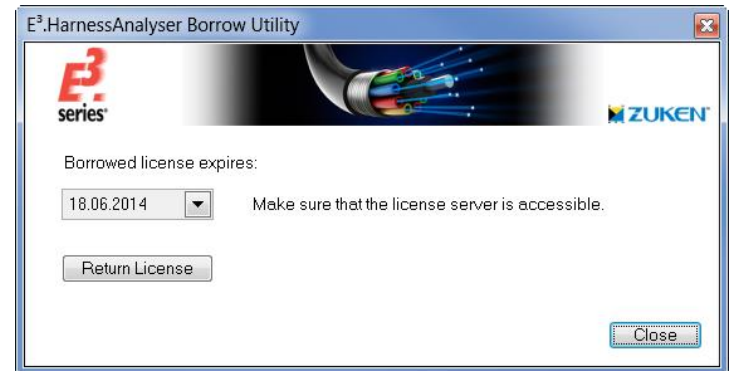 E³.HarnessAnalyser Borrow Utility
E³
series
ZUKEN
Borrowed license expires:
18.06.2014
Make sure that the license server is accessible.
Return License
Close